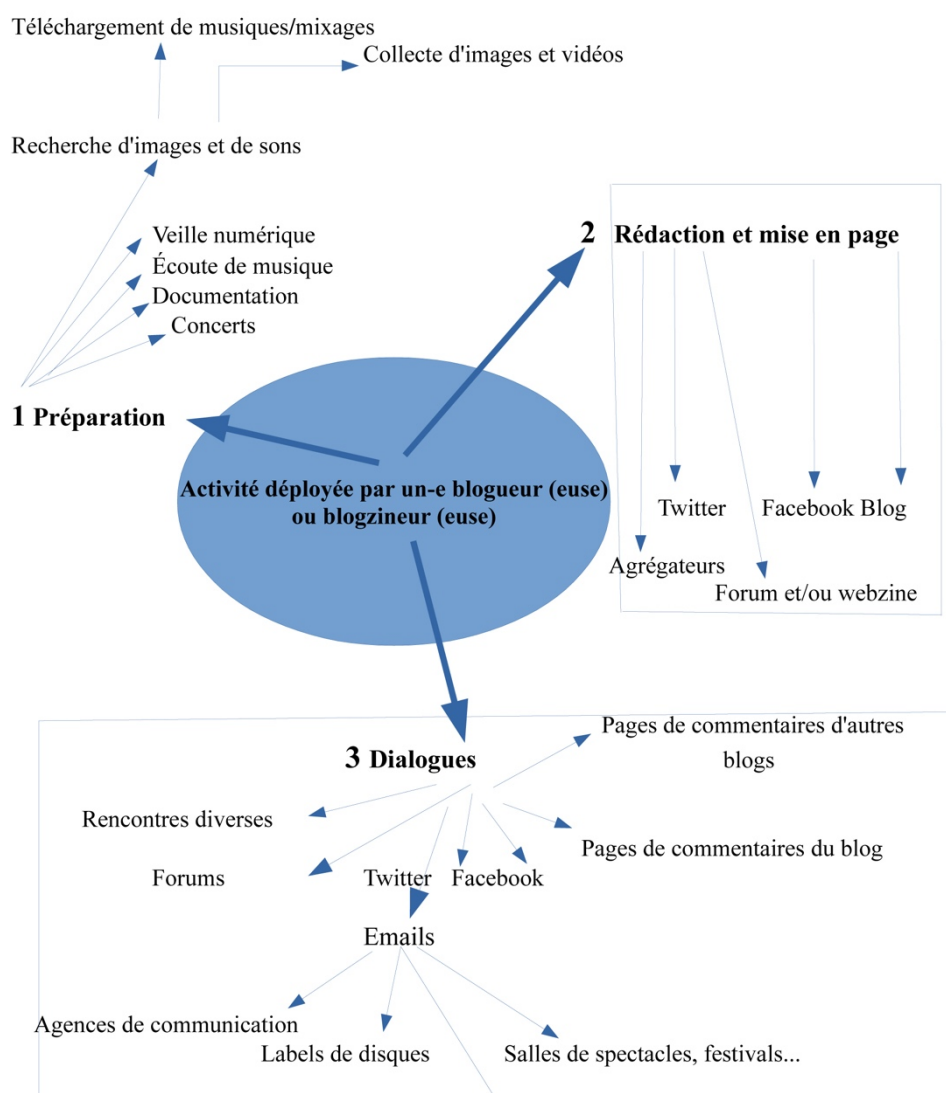 Téléchargement de musiques/mixages
Collecte d'images et vidéos
Recherche d'images et de sons
Veille numérique
Écoute de musique
Documentation
Concerts
1 Préparation
2 Rédaction et mise en page
Twitter
Facebook Blog
Agrégateurs
Forum et/ou webzine
Activité déployée par un-e blogueur (euse)
ou blogzineur (euse)
3 Dialogues
Pages de commentaires d'autres
blogs
Rencontres diverses
Pages de commentaires du blog
Forums
Twitter
Facebook
Emails
Agences de communication
Labels de disques
Salles de spectacles, festivals...